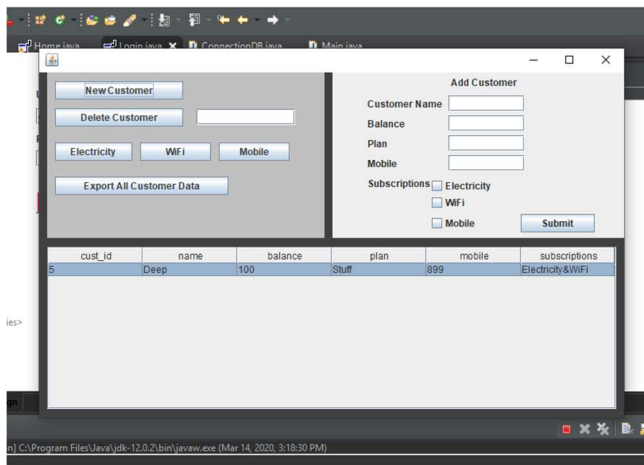 Home.java Login.java ConnectionDB.java Main.java
New Customer
Delete Customer
Electricity WiFi Mobile
Export All Customer Data
Add Customer
Customer Name
Balance
Plan
Mobile
Subscriptions Electricity
WiFi
Mobile Submit
cust_id name balance plan mobile subscriptions
5 Deep 100 Stuff 899 Electricity&WiFi
ies>
n] C:\Program Files\Java\jdk-12.0.2\bin\javaw.exe (Mar 14, 2020, 3:18:30 PM)